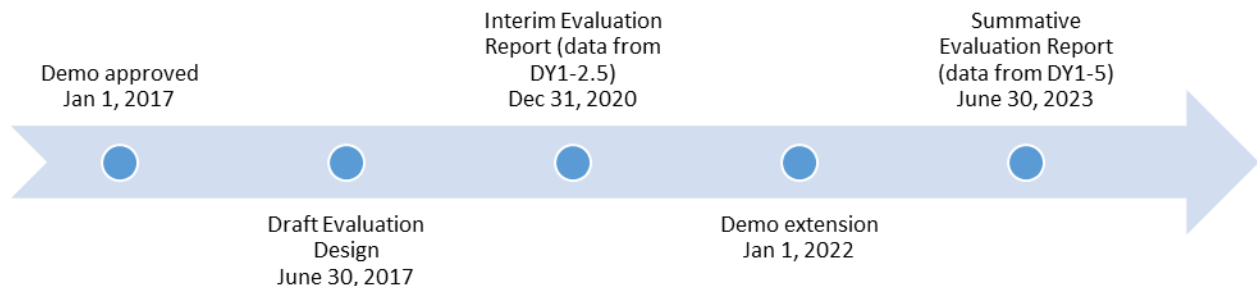 Demo approved
Jan 1, 2017
Draft Evaluation
Design
June 30, 2017
Interim Evaluation
Report (data from
DY1-2.5)
Dec 31, 2020
Demo extension
Jan 1, 2022
Summative
Evaluation Report
(data from DY1-5)
June 30, 2023